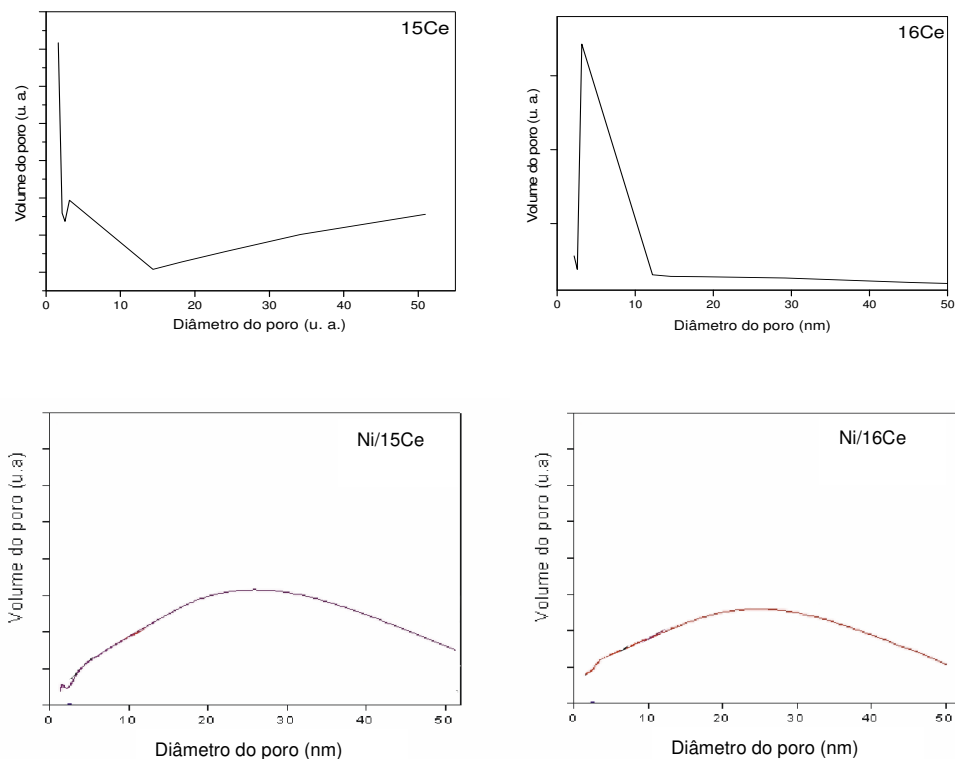 15Ce
Volume do poro (u. a.)
0 10 20 30 40 50
Diâmetro do poro (u. a.)
16Ce
Volume do poro (u. a.)
0 10 20 30 40 50
Diâmetro do poro (nm)
Ni/15Ce
Volume do poro (u.a)
0 10 20 30 40 50
Diâmetro do poro (nm)
Ni/16Ce
Volume do poro (u.a)
0 10 20 30 40 50
Diâmetro do poro (nm)